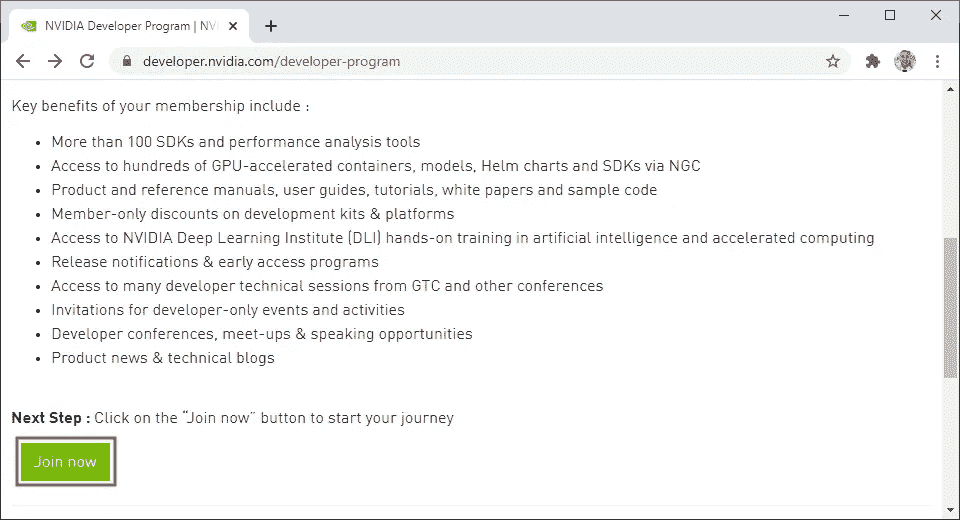 NVIDIA Developer Program | NVI
developer.nvidia.com/developer-program
Key benefits of your membership include :
• More than 100 SDKs and performance analysis tools
• Access to hundreds of GPU-accelerated containers, models, Helm charts and SDKs via NGC
• Product and reference manuals, user guides, tutorials, white papers and sample code
• Member-only discounts on development kits & platforms
• Access to NVIDIA Deep Learning Institute (DLI) hands-on training in artificial intelligence and accelerated computing
• Release notifications & early access programs
• Access to many developer technical sessions from GTC and other conferences
• Invitations for developer-only events and activities
• Developer conferences, meet-ups & speaking opportunities
• Product news & technical blogs
Next Step : Click on the “Join now” button to start your journey
Join now